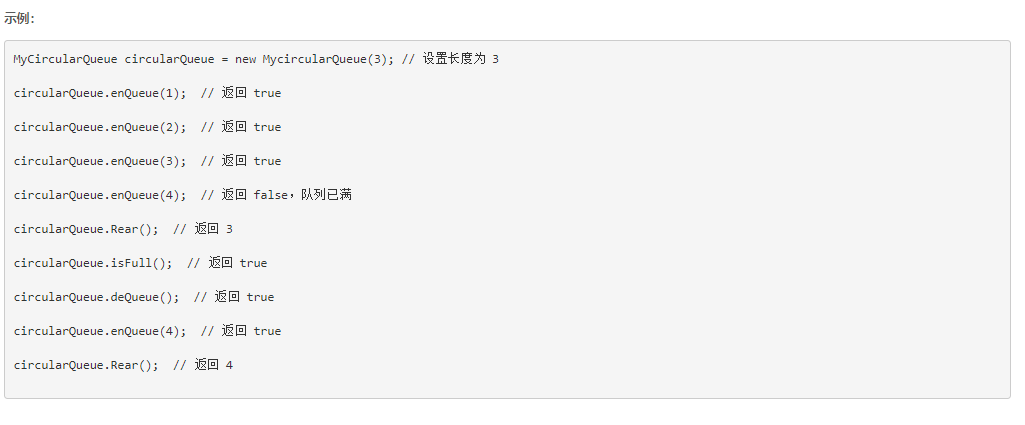 示例:
MyCircularQueue circularQueue = new MycircularQueue(3); // 设置长度为 3
circularQueue.enQueue(1);  // 返回 true
circularQueue.enQueue(2);  // 返回 true
circularQueue.enQueue(3);  // 返回 true
circularQueue.enQueue(4);  // 返回 false，队列已满
circularQueue.Rear();  // 返回 3
circularQueue.isFull();  // 返回 true
circularQueue.deQueue();  // 返回 true
circularQueue.enQueue(4);  // 返回 true
circularQueue.Rear();  // 返回 4